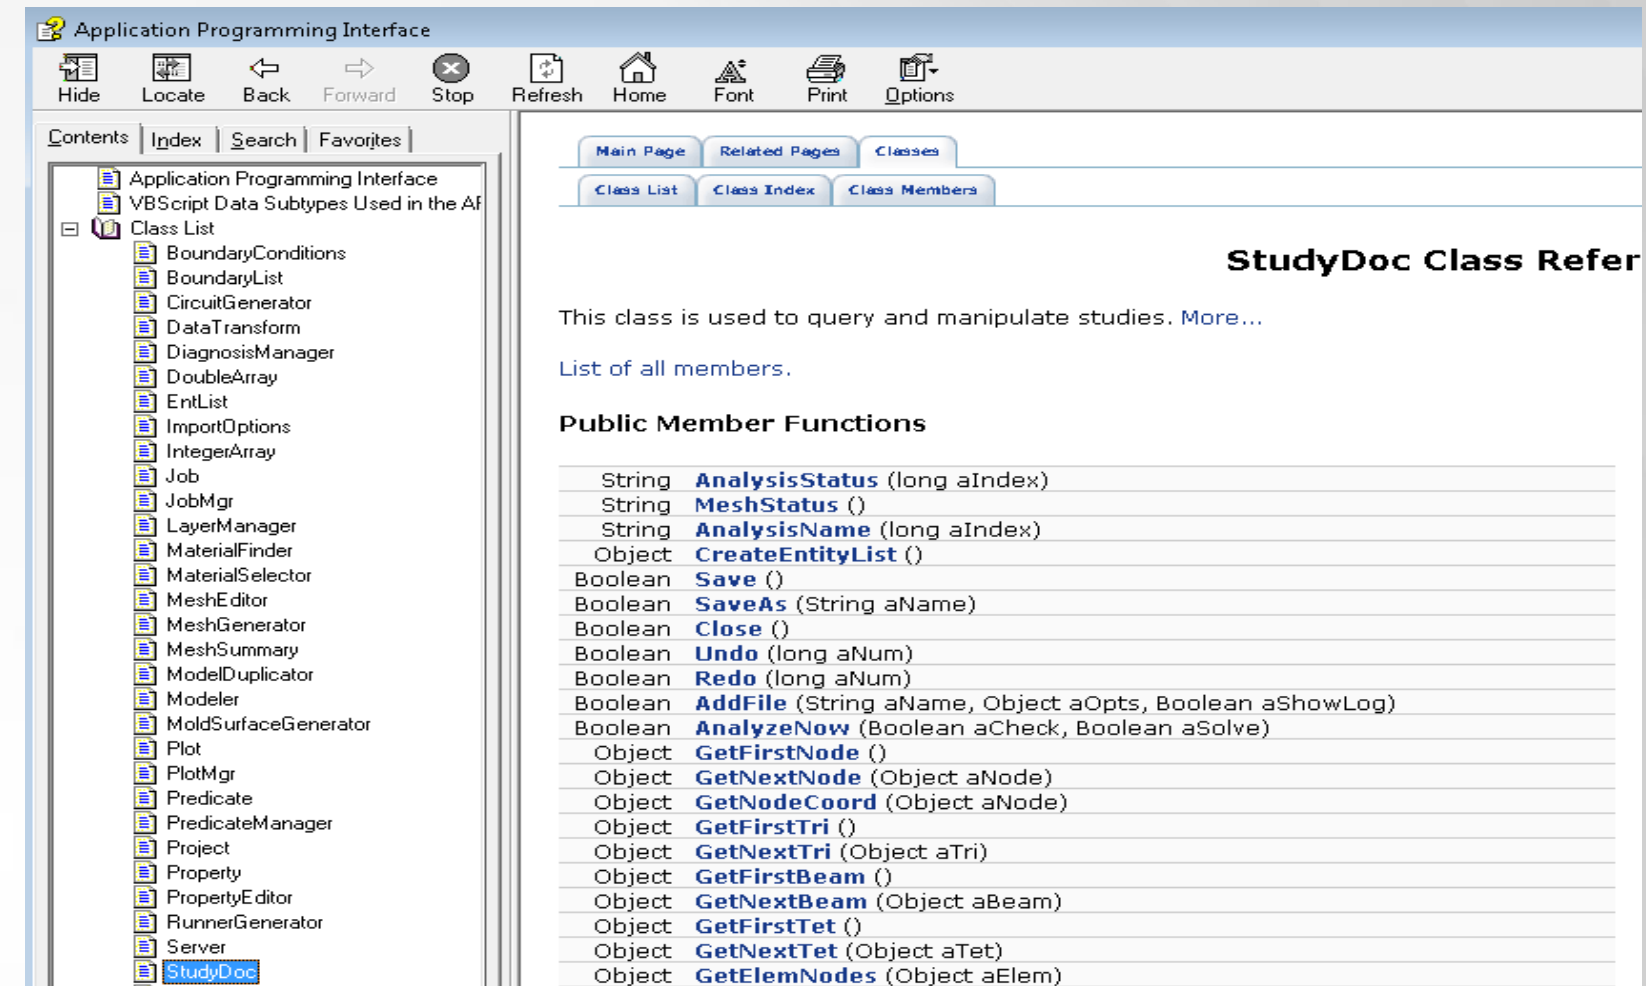 Application Programming Interface
Hide Locate Back Forward Stop Refresh Home Font Print Options
Contents Index Search Favorites
Application Programming Interface
VBScript Data Subtypes Used in the AF
Class List
BoundaryConditions
BoundaryList
CircuitGenerator
DataTransform
DiagnosisManager
DoubleArray
EntList
ImportOptions
IntegerArray
Job
JobMgr
LayerManager
MaterialFinder
MaterialSelector
MeshEditor
MeshGenerator
MeshSummary
ModelDuplicator
Modeler
MoldSurfaceGenerator
Plot
PlotMgr
Predicate
PredicateManager
Project
Property
PropertyEditor
RunnerGenerator
Server
StudyDoc
Main Page Related Pages Classes
Class List Class Index Class Members
StudyDoc Class Refer
This class is used to query and manipulate studies. More...
List of all members.
Public Member Functions
String AnalysisStatus (long aIndex)
String MeshStatus ()
String AnalysisName (long aIndex)
Object CreateEntityList ()
Boolean Save ()
Boolean SaveAs (String aName)
Boolean Close ()
Boolean Undo (long aNum)
Boolean Redo (long aNum)
Boolean AddFile (String aName, Object aOpts, Boolean aShowLog)
Boolean AnalyzeNow (Boolean aCheck, Boolean aSolve)
Object GetFirstNode ()
Object GetNextNode (Object aNode)
Object GetNodeCoord (Object aNode)
Object GetFirstTri ()
Object GetNextTri (Object aTri)
Object GetFirstBeam ()
Object GetNextBeam (Object aBeam)
Object GetFirstTet ()
Object GetNextTet (Object aTet)
Object GetElemNodes (Object aElem)